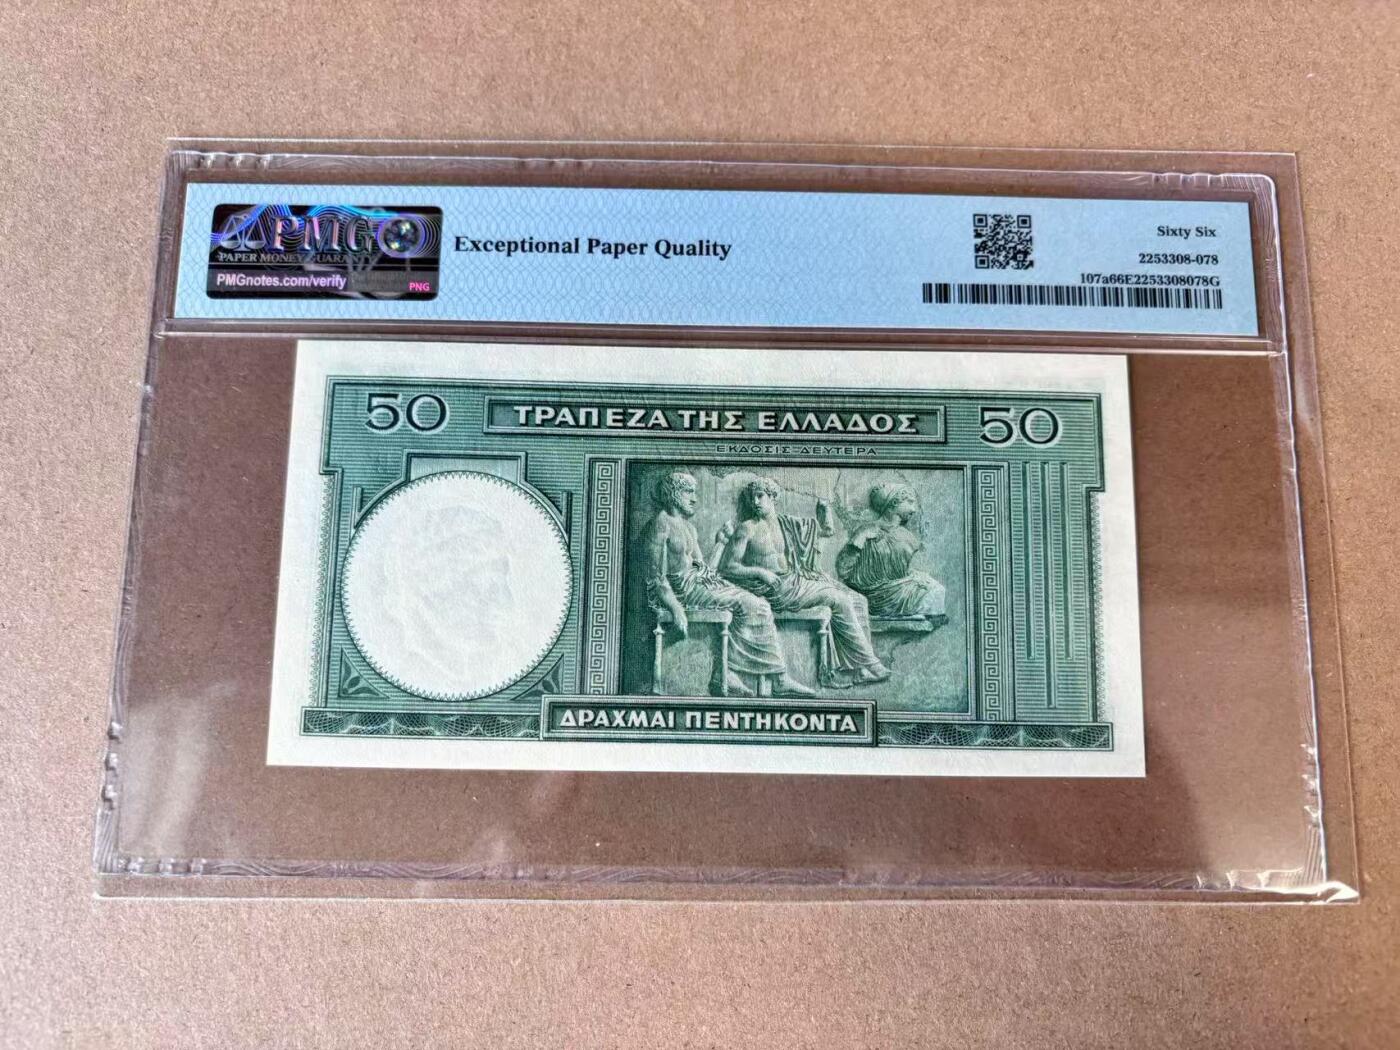 PMG
PAPER MONEY GUARANTY
PMGnotes.com/verify
PNG
Exceptional Paper Quality
Sixty Six
2253308-078
107a66E2253308078G
50
ΤΡΑΠΕΖΑ ΤΗΣ ΕΛΛΑΔΟΣ
50
ΕΚΔΟΣΙΣ ΔΕΥΤΕΡΑ
ΔΡΑΧΜΑΙ ΠΕΝΤΗΚΟΝΤΑ